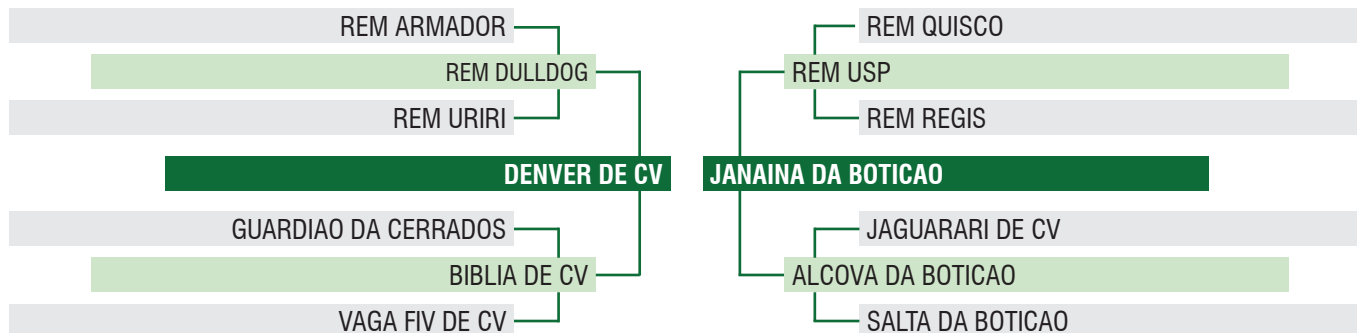 REM ARMADOR
REM DULLDOG
REM URIRI
DENVER DE CV
GUARDIAO DA CERRADOS
BIBLIA DE CV
VAGA FIV DE CV
REM QUISCO
REM USP
REM REGIS
JANAINA DA BOTICAO
JAGUARARI DE CV
ALCOVA DA BOTICAO
SALTA DA BOTICAO